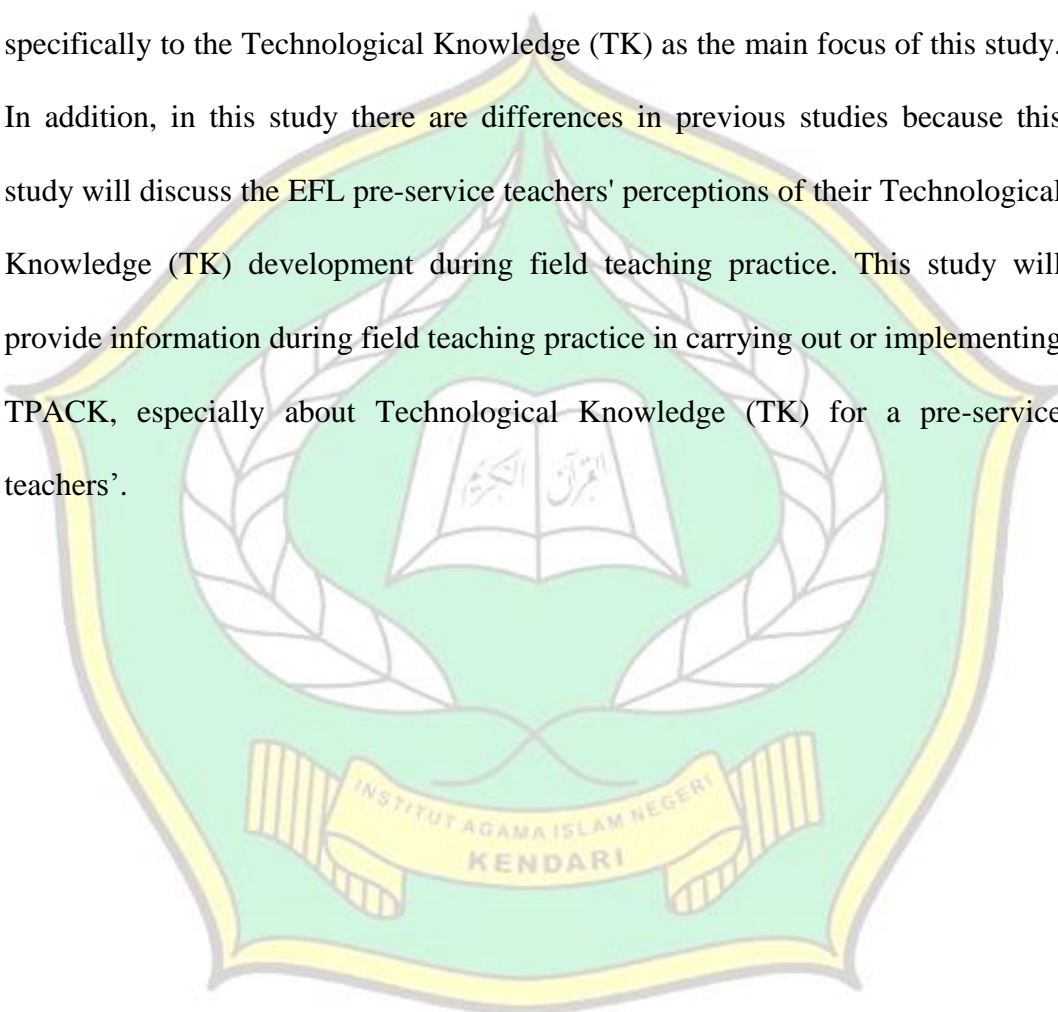 specifically to the Technological Knowledge (TK) as the main focus of this study.
In addition, in this study there are differences in previous studies because this
study will discuss the EFL pre-service teachers' perceptions of their Technological
Knowledge (TK) development during field teaching practice. This study will
provide information during field teaching practice in carrying out or implementing
TPACK, especially about Technological Knowledge (TK) for a pre-service
teachers’.
القرآن الكريم
INSTITUT AGAMA ISLAM NEGERI
KENDARI